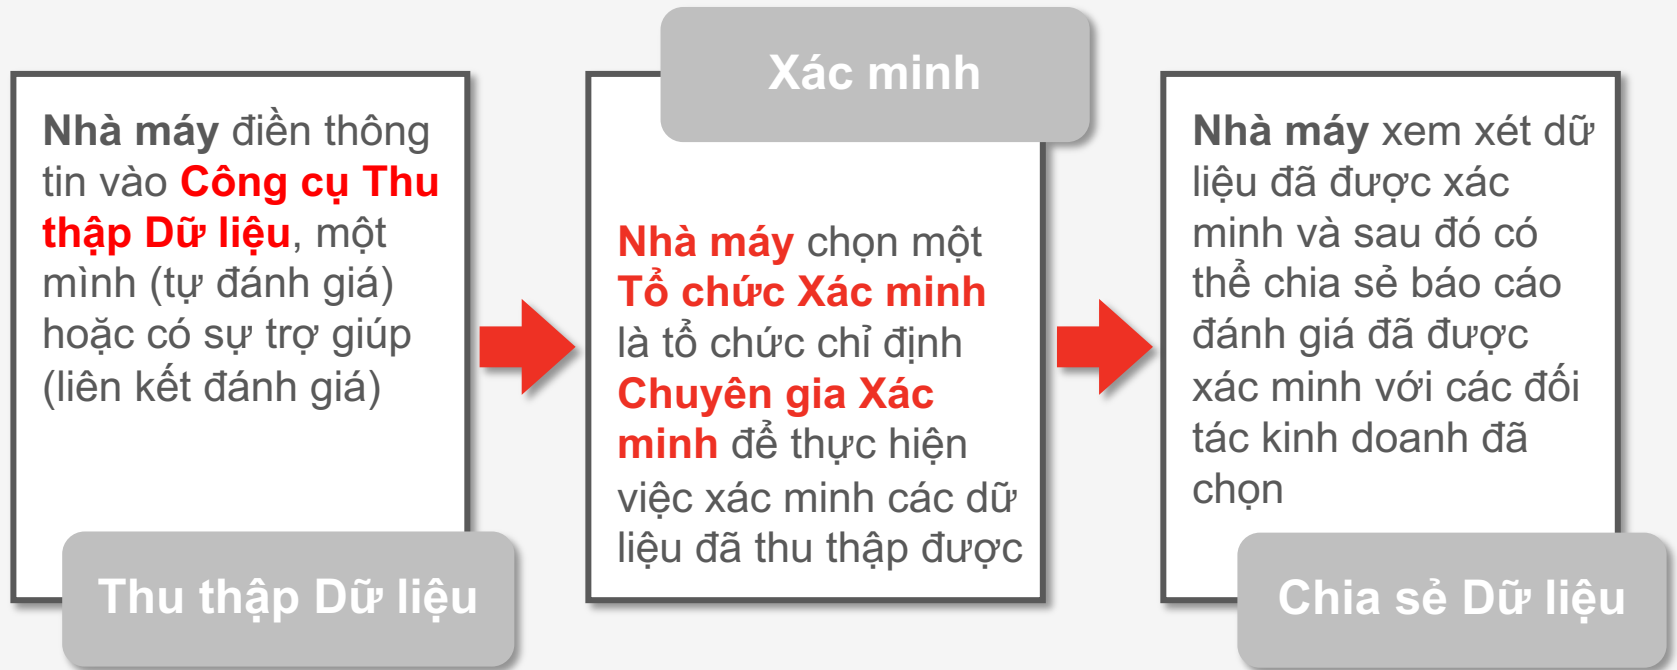 Nhà máy điền thông
tin vào Công cụ Thu
thập Dữ liệu, một
mình (tự đánh giá)
hoặc có sự trợ giúp
(liên kết đánh giá)
Thu thập Dữ liệu
Xác minh
Nhà máy chọn một
Tổ chức Xác minh
là tổ chức chỉ định
Chuyên gia Xác
minh để thực hiện
việc xác minh các dữ
liệu đã thu thập được
Nhà máy xem xét dữ
liệu đã được xác
minh và sau đó có
thể chia sẻ báo cáo
đánh giá đã được
xác minh với các đối
tác kinh doanh đã
chọn
Chia sẻ Dữ liệu